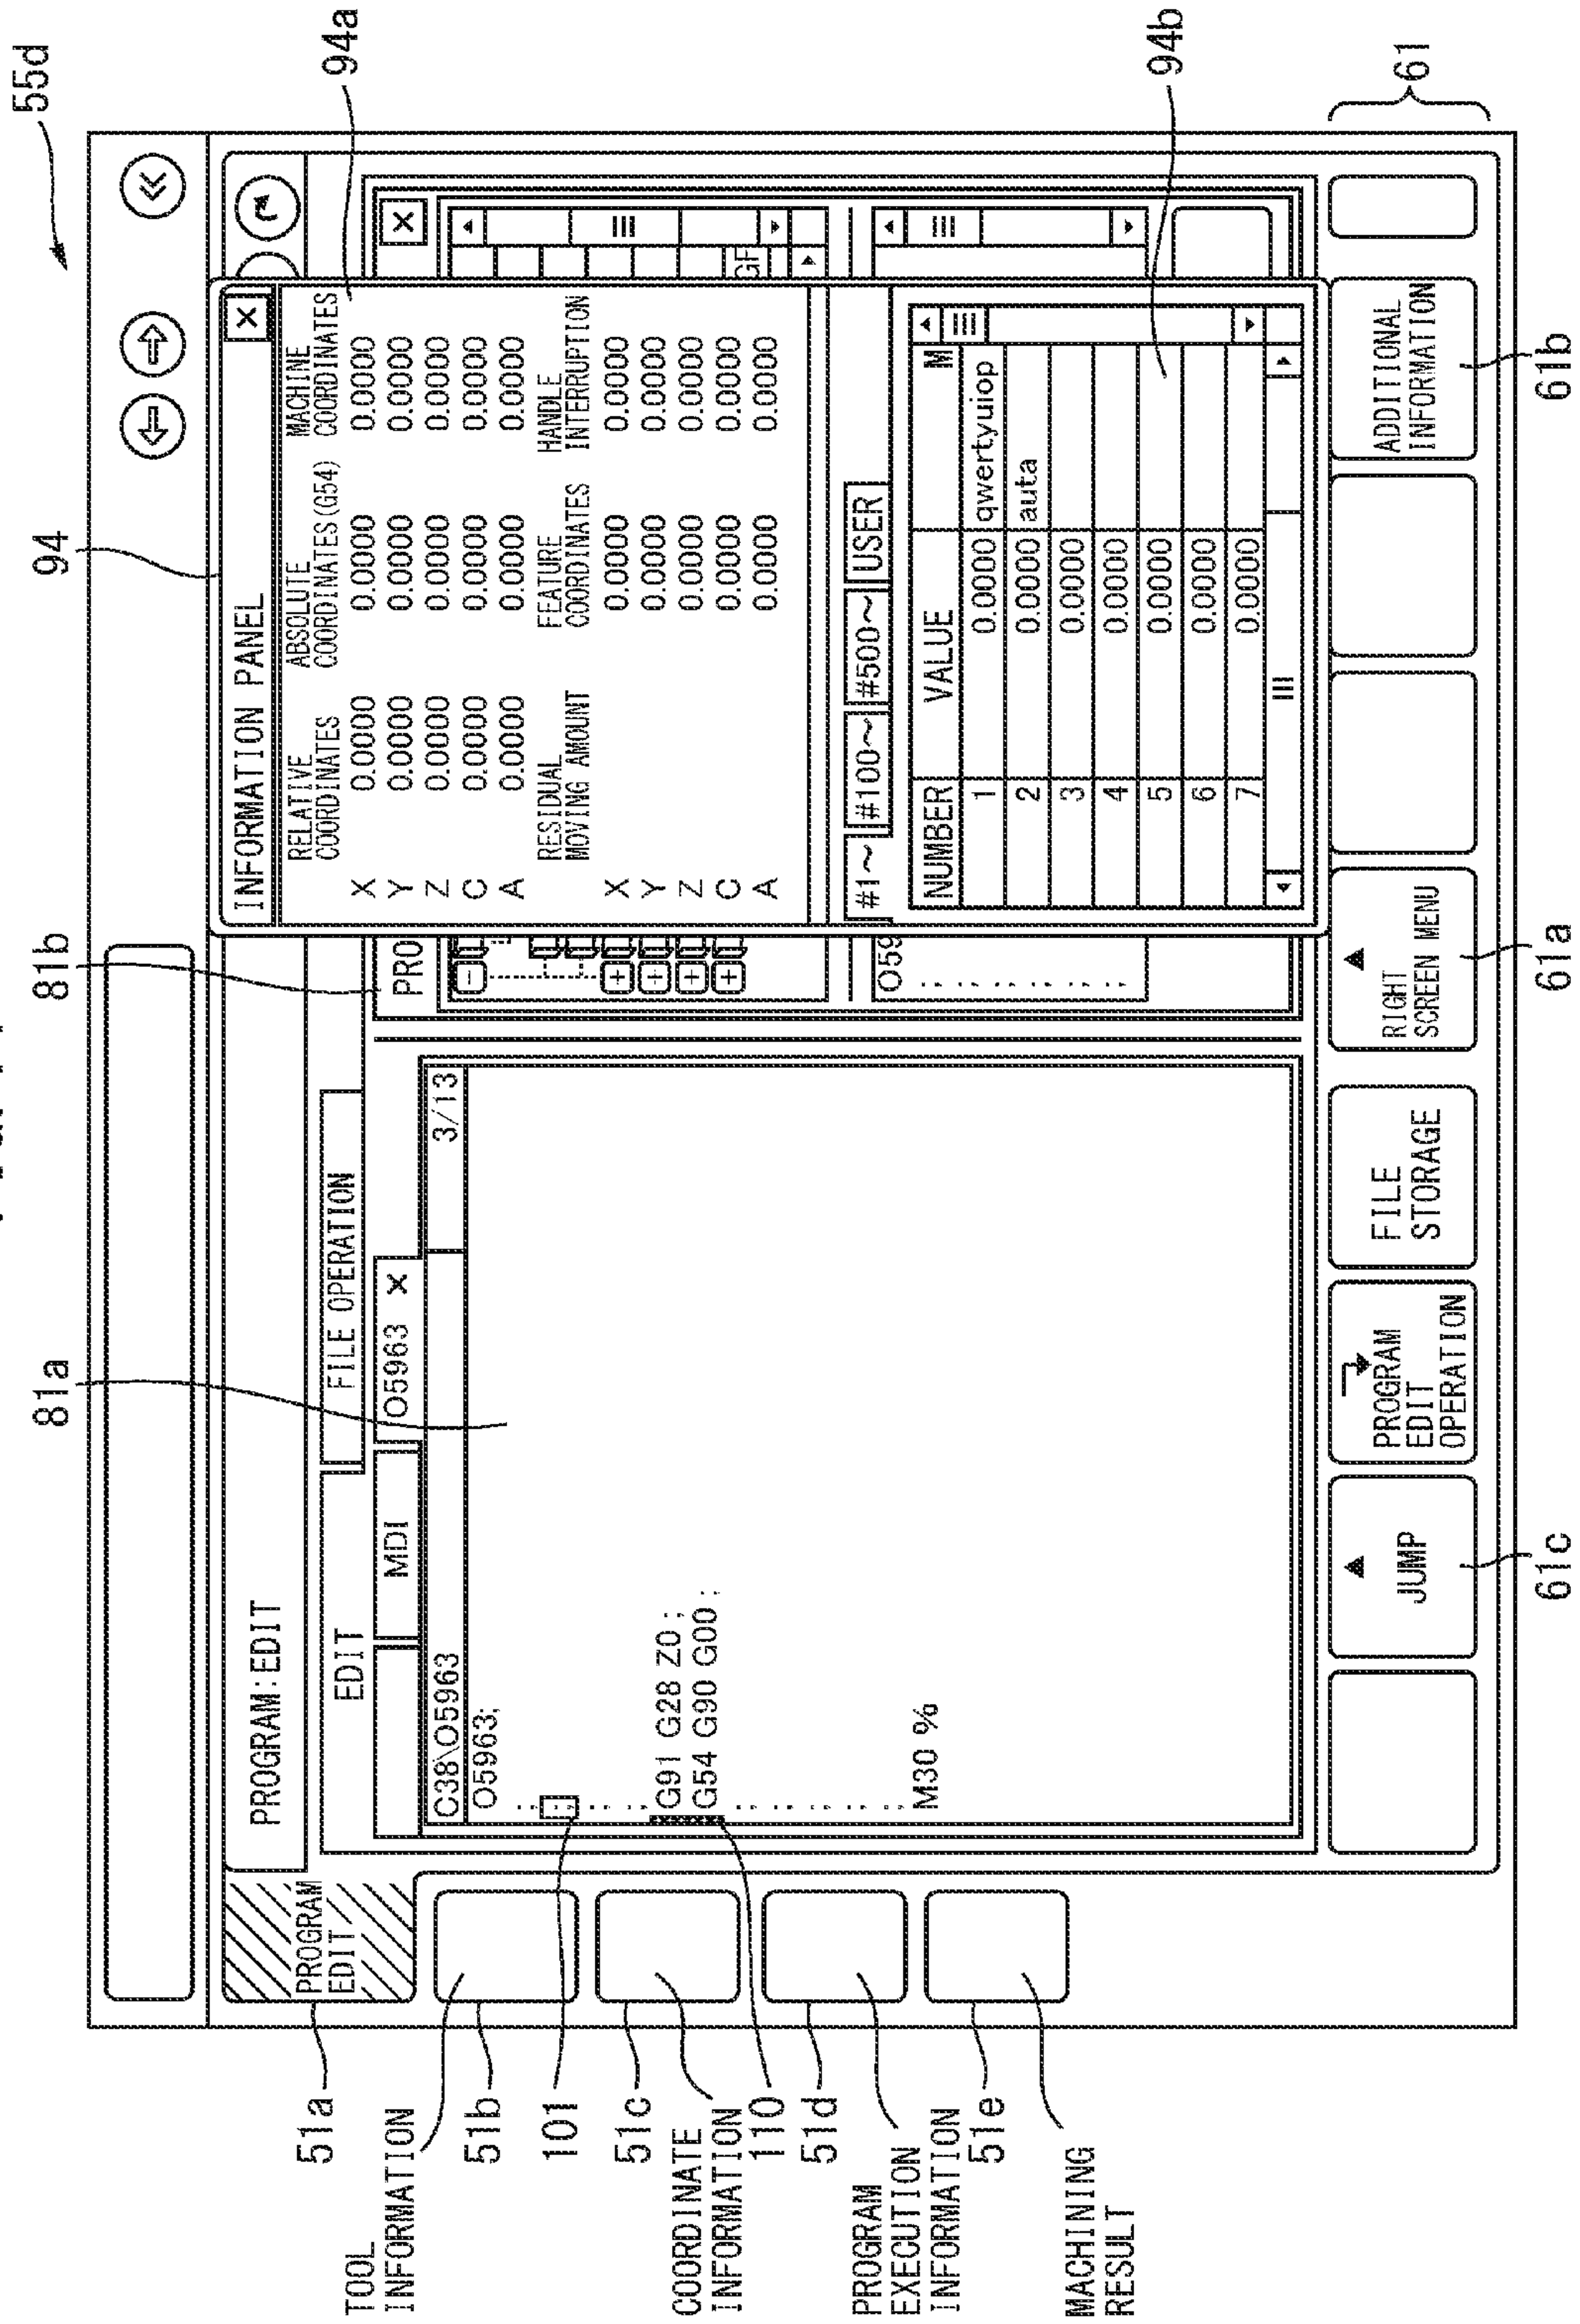 55d
94
81b
81a
94a
INFORMATION PANEL
X
RELATIVE
COORDINATES
ABSOLUTE
COORDINATES(G54)
MACHINE
COORDINATES
X 0.0000 0.0000 0.0000
Y 0.0000 0.0000 0.0000
Z 0.0000 0.0000 0.0000
C 0.0000 0.0000 0.0000
A 0.0000 0.0000 0.0000
RESIDUAL
MOVING AMOUNT
FEATURE
COORDINATES
HANDLE
INTERRUPTION
X 0.0000 0.0000
Y 0.0000 0.0000
Z 0.0000 0.0000
C 0.0000 0.0000
A 0.0000 0.0000
#1~ #100~ #500~ USER
NUMBER VALUE M
1 0.0000 qwertyuiop
2 0.0000 auta
3 0.0000
4 0.0000
5 0.0000
6 0.0000
7 0.0000
94b
PRO
X
GF
O59
PROGRAM:EDIT
EDIT FILE OPERATION
MDI O5963 X
C38\O5963 3/13
O5963;
G91 G28 Z0 ;
G54 G90 G00 ;
M30 %
PROGRAM
EDIT
51a
TOOL
INFORMATION
51b
101
51c
COORDINATE
INFORMATION
110
51d
PROGRAM
EXECUTION
INFORMATION
51e
MACHINING
RESULT
JUMP
PROGRAM
EDIT
OPERATION
FILE
STORAGE
RIGHT
SCREEN MENU
ADDITIONAL
INFORMATION
61
61c
61a
61b